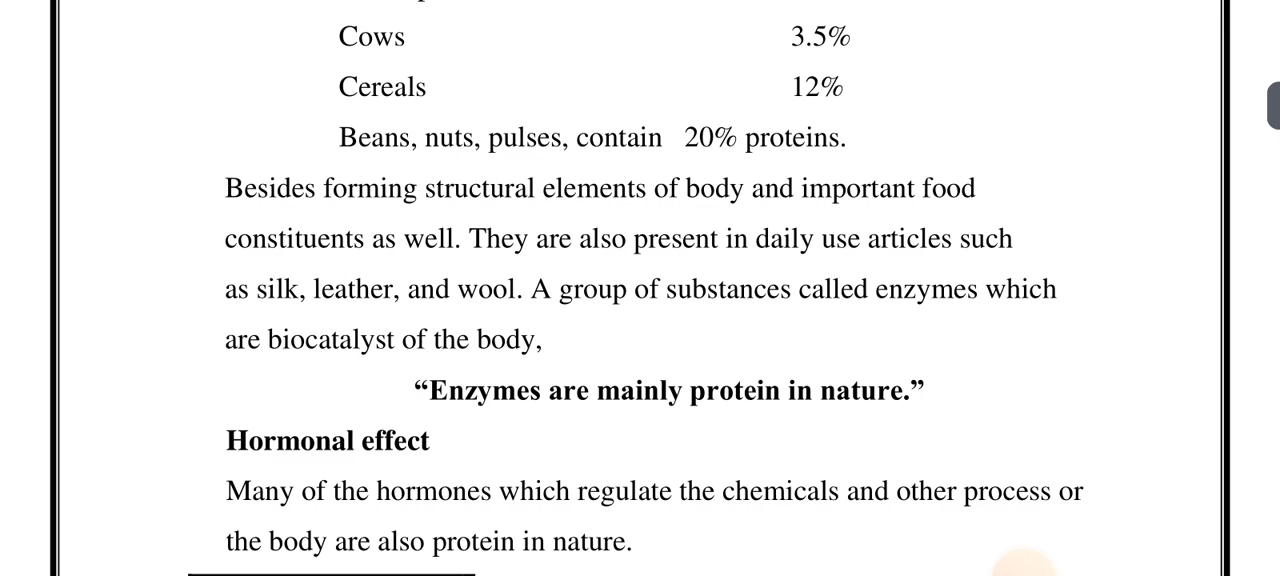 Cows 3.5%
Cereals 12%
Beans, nuts, pulses, contain 20% proteins.
Besides forming structural elements of body and important food
constituents as well. They are also present in daily use articles such
as silk, leather, and wool. A group of substances called enzymes which
are biocatalyst of the body,
“Enzymes are mainly protein in nature.”
Hormonal effect
Many of the hormones which regulate the chemicals and other process or
the body are also protein in nature.